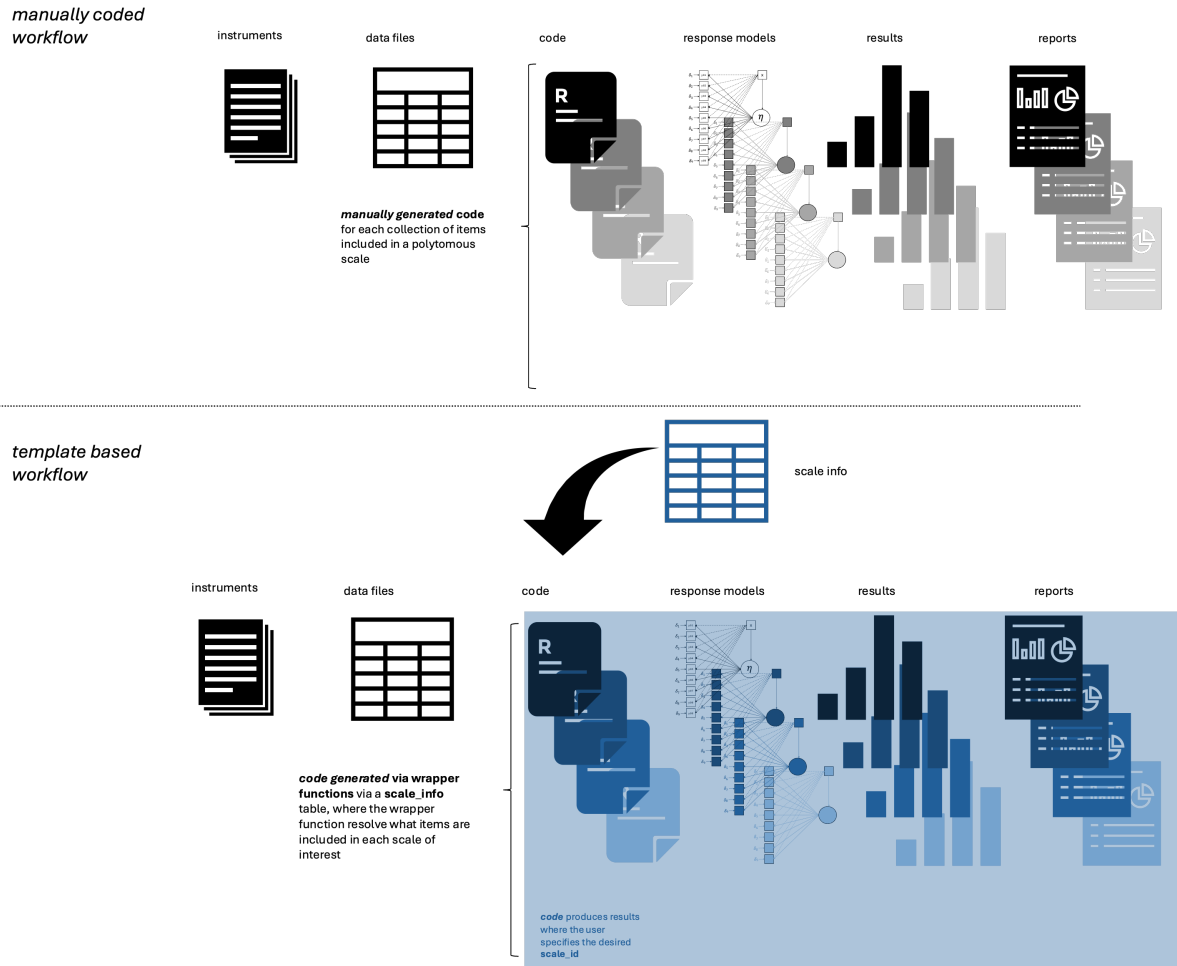 manually coded
workflow
instruments
data files
code
response models
results
reports
R
η
manually generated code
for each collection of items
included in a polytomous
scale
template based
workflow
scale info
instruments
data files
code
response models
results
reports
R
η
code generated via wrapper
functions via a scale_info
table, where the wrapper
function resolve what items are
included in each scale of
interest
code produces results
where the user
specifies the desired
scale_id